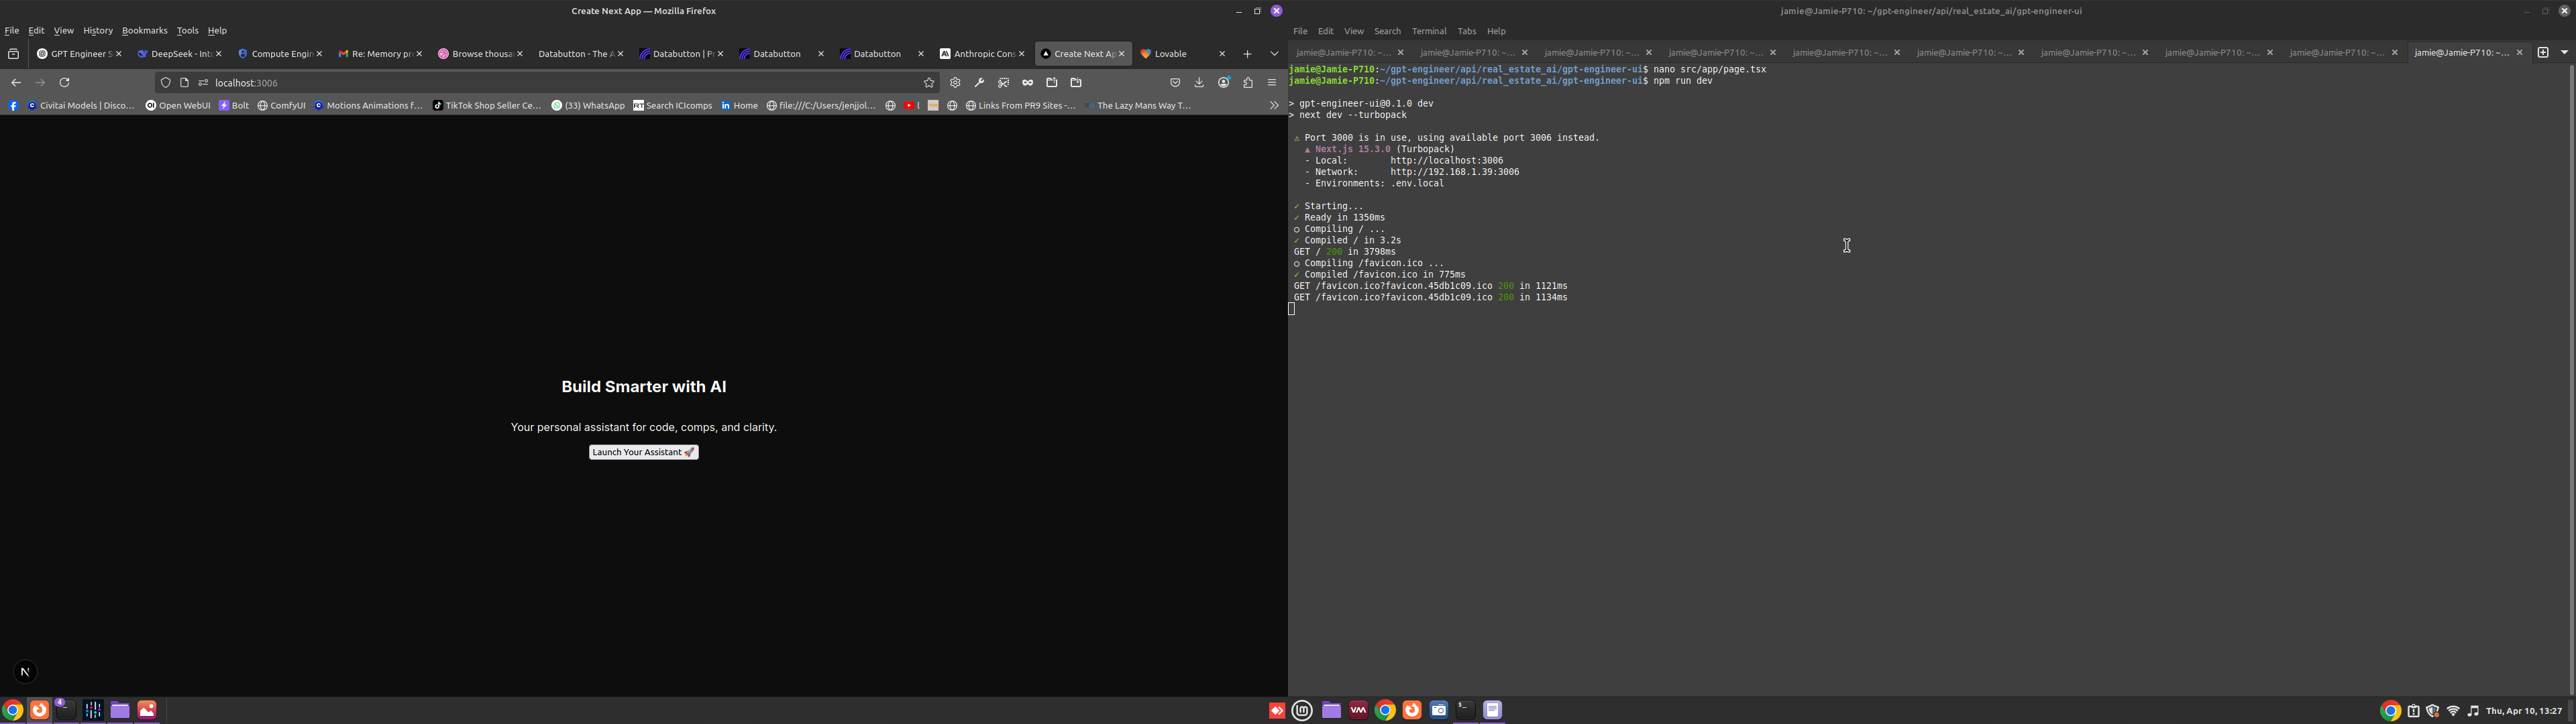 Create Next App — Mozilla Firefox
File Edit View History Bookmarks Tools Help
GPT Engineer S DeepSeek - Int Compute Engin Re: Memory pr Browse thousa Databutton - The A Databutton | P Databutton Databutton Anthropic Cons Create Next Ap Lovable
localhost:3006
Civitai Models | Disco… Open WebUI Bolt ComfyUI Motions Animations f… TikTok Shop Seller Ce… (33) WhatsApp Search ICIcomps Home file:///C:/Users/jenjjol… Links From PR9 Sites -… The Lazy Mans Way T…
Build Smarter with AI
Your personal assistant for code, comps, and clarity.
Launch Your Assistant 🚀
N
jamie@Jamie-P710: ~/gpt-engineer/api/real_estate_ai/gpt-engineer-ui
File Edit View Search Terminal Tabs Help
jamie@Jamie-P710: ~… jamie@Jamie-P710: ~… jamie@Jamie-P710: ~… jamie@Jamie-P710: ~… jamie@Jamie-P710: ~… jamie@Jamie-P710: ~… jamie@Jamie-P710: ~… jamie@Jamie-P710: ~… jamie@Jamie-P710: ~… jamie@Jamie-P710: ~…
jamie@Jamie-P710:~/gpt-engineer/api/real_estate_ai/gpt-engineer-ui$ nano src/app/page.tsx
jamie@Jamie-P710:~/gpt-engineer/api/real_estate_ai/gpt-engineer-ui$ npm run dev
> gpt-engineer-ui@0.1.0 dev
> next dev --turbopack
⚠ Port 3000 is in use, using available port 3006 instead.
▲ Next.js 15.3.0 (Turbopack)
- Local: http://localhost:3006
- Network: http://192.168.1.39:3006
- Environments: .env.local
✓ Starting...
✓ Ready in 1350ms
○ Compiling / ...
✓ Compiled / in 3.2s
GET / 200 in 3798ms
○ Compiling /favicon.ico ...
✓ Compiled /favicon.ico in 775ms
GET /favicon.ico?favicon.45db1c09.ico 200 in 1121ms
GET /favicon.ico?favicon.45db1c09.ico 200 in 1134ms
4
Thu, Apr 10, 13:27